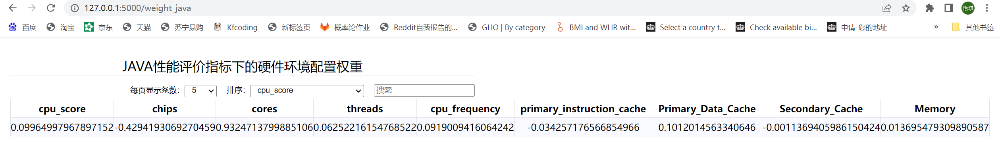 127.0.0.1:5000/weight_java 怡琪
百度 淘宝 京东 天猫 苏宁易购 Kfcoding 新标签页 概率论作业 Reddit自我报告的... GHO | By category BMI and WHR wit... Select a country t... Check available bi... 申请-您的地址 » 其他书签
JAVA性能评价指标下的硬件环境配置权重
每页显示条数: 5 排序: cpu_score 搜索
cpu_score chips cores threads cpu_frequency primary_instruction_cache Primary_Data_Cache Secondary_Cache Memory
0.09964997967897152 -0.4294193069270459 0.9324713799885106 0.06252216154768522 0.0919009416064242 -0.034257176566854966 0.1012014563340646 -0.0011369405986150424 0.013695479309890587